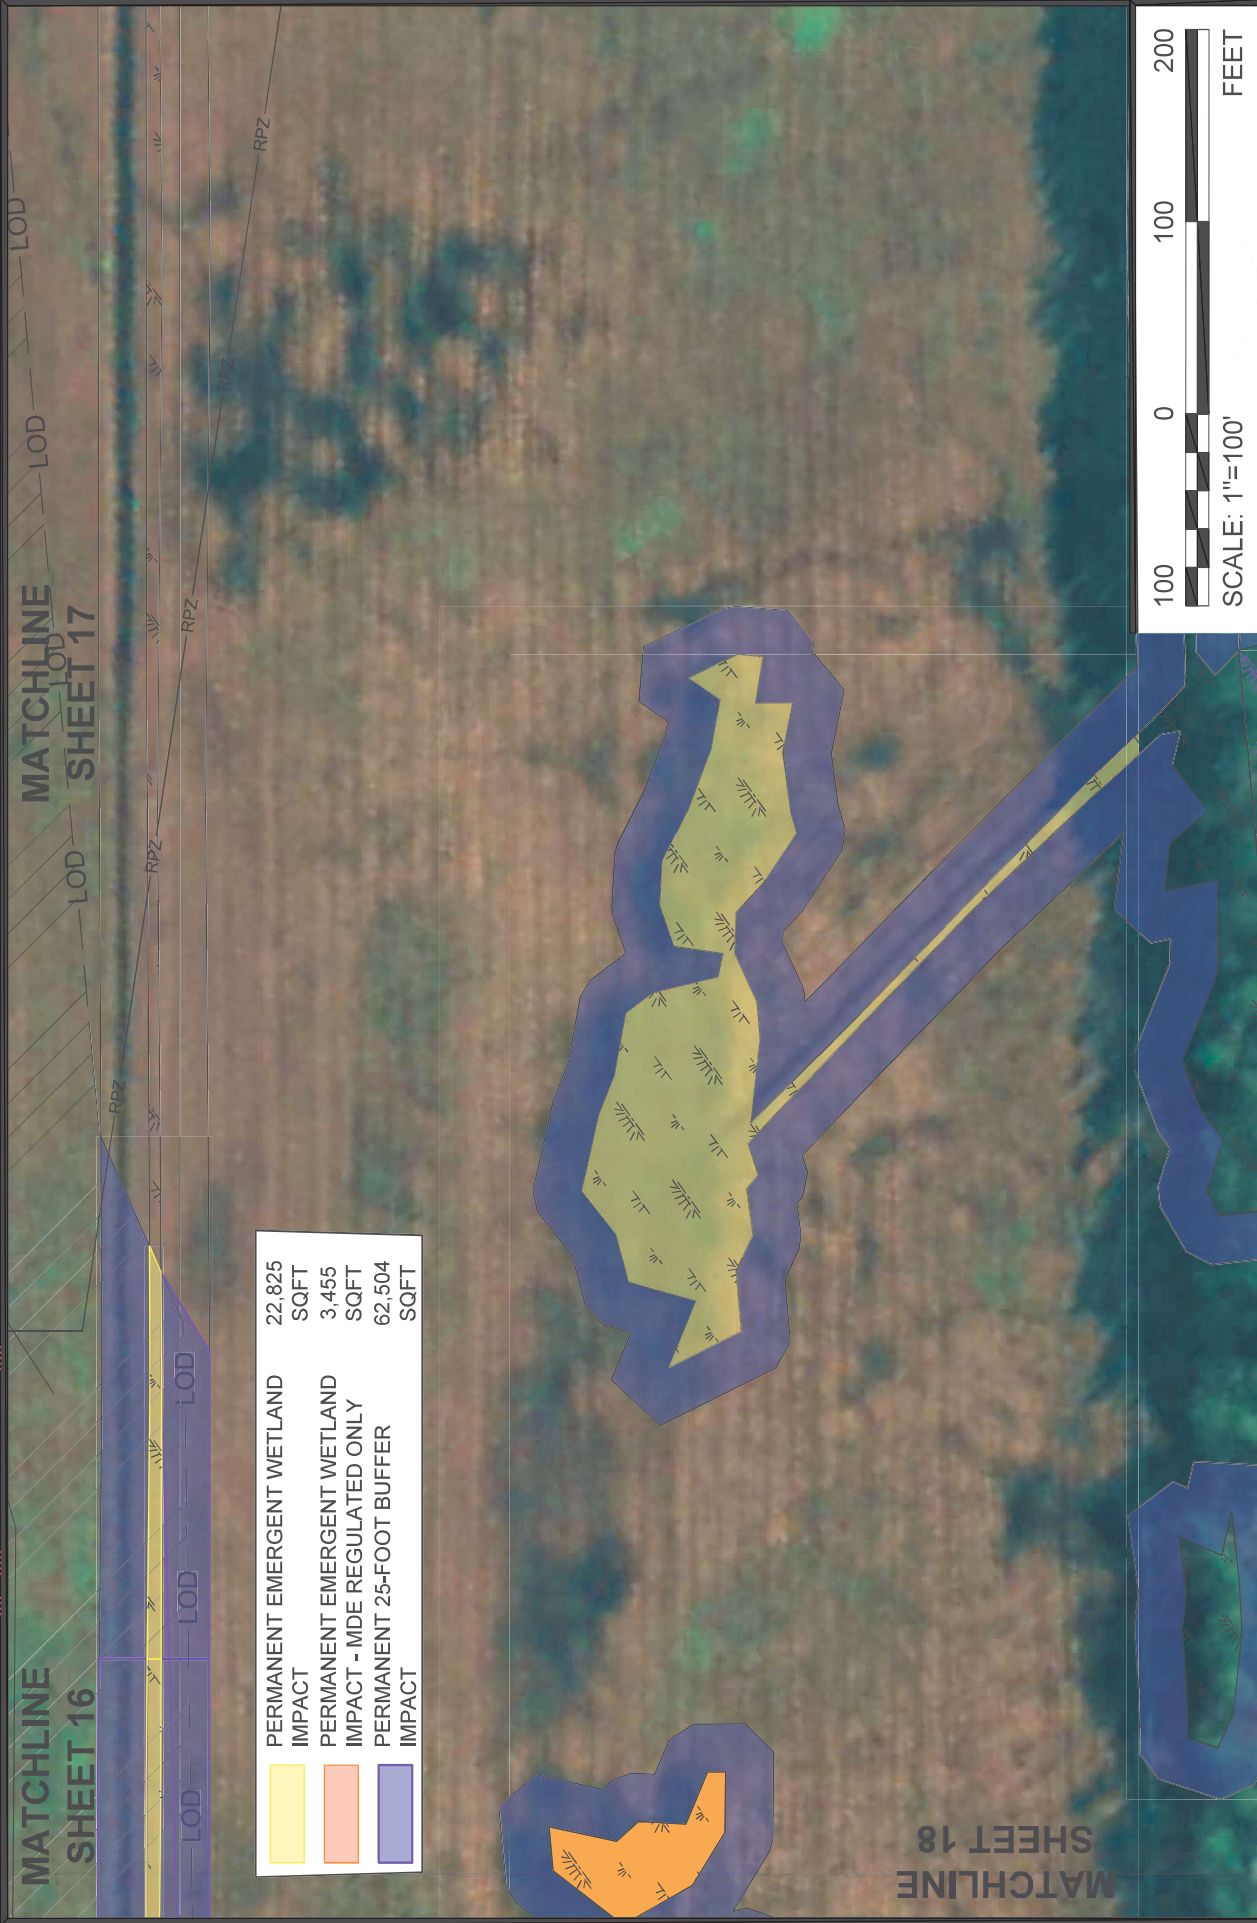 MATCHLINE
SHEET 16
MATCHLINE
SHEET 17
LOD
LOD
LOD
LOD
LOD
LOD
LOD
RPZ
RPZ
RPZ
RPZ
RPZ
PERMANENT EMERGENT WETLAND
IMPACT
22,825
SQFT
PERMANENT EMERGENT WETLAND
IMPACT - MDE REGULATED ONLY
3,455
SQFT
PERMANENT 25-FOOT BUFFER
IMPACT
62,504
SQFT
MATCHLINE
SHEET 18
100 0 100 200
SCALE: 1"=100' FEET